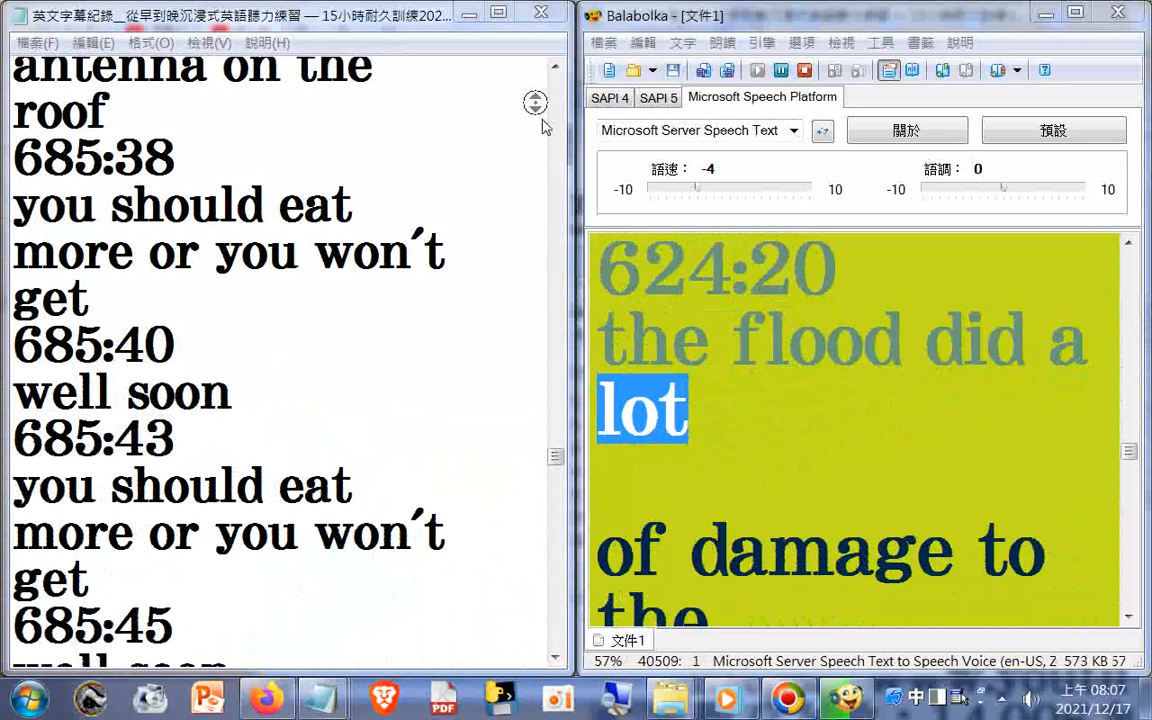 英文字幕紀錄__從早到晚沉浸式英語聽力練習 — 15小時耐久訓練202...
檔案(F) 編輯(E) 格式(O) 檢視(V) 說明(H)
antenna on the
roof
685:38
you should eat
more or you won't
get
685:40
well soon
685:43
you should eat
more or you won't
get
685:45
well soon
Balabolka - [文件1]
檔案 編輯 文字 朗讀 引擎 選項 檢視 工具 書籤 說明
SAPI 4 SAPI 5 Microsoft Speech Platform
Microsoft Server Speech Text 關於 預設
語速： -4 語調： 0
-10 10 -10 10
624:20
the flood did a
lot
of damage to
the
文件1
57% 40509: 1 Microsoft Server Speech Text to Speech Voice (en-US, Z 573 KB 57
中 上午 08:07
2021/12/17